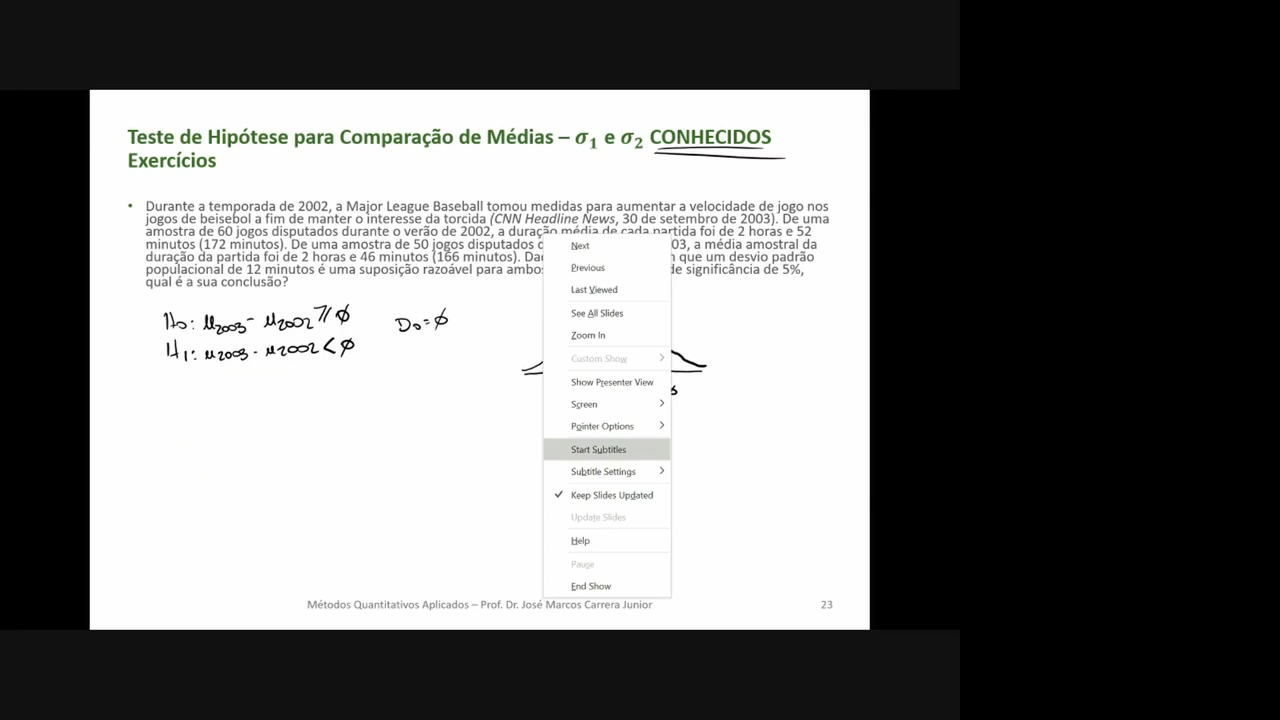 Teste de Hipótese para Comparação de Médias – σ₁ e σ₂ CONHECIDOS
Exercícios
• Durante a temporada de 2002, a Major League Baseball tomou medidas para aumentar a velocidade de jogo nos
jogos de beisebol a fim de manter o interesse da torcida (CNN Headline News, 30 de setembro de 2003). De uma
amostra de 60 jogos disputados durante o verão de 2002, a duração média de cada partida foi de 2 horas e 52
minutos (172 minutos). De uma amostra de 50 jogos disputados 03, a média amostral da
duração da partida foi de 2 horas e 46 minutos (166 minutos). que um desvio padrão
populacional de 12 minutos é uma suposição razoável para de significância de 5%,
qual é a sua conclusão?
H₀: μ₂₀₀₃ - μ₂₀₀₂ ≥ ∅ D₀ = ∅
H₁: μ₂₀₀₃ - μ₂₀₀₂ < ∅
Next
Previous
Last Viewed
See All Slides
Zoom In
Custom Show
Show Presenter View
Screen
Pointer Options
Start Subtitles
Subtitle Settings
Keep Slides Updated
Update Slides
Help
Pause
End Show
Métodos Quantitativos Aplicados – Prof. Dr. José Marcos Carrera Junior 23